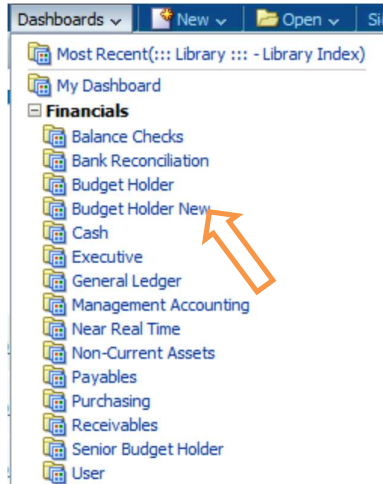 Dashboards New Open Si
Most Recent(::: Library ::: - Library Index)
My Dashboard
Financials
Balance Checks
Bank Reconciliation
Budget Holder
Budget Holder New
Cash
Executive
General Ledger
Management Accounting
Near Real Time
Non-Current Assets
Payables
Purchasing
Receivables
Senior Budget Holder
User